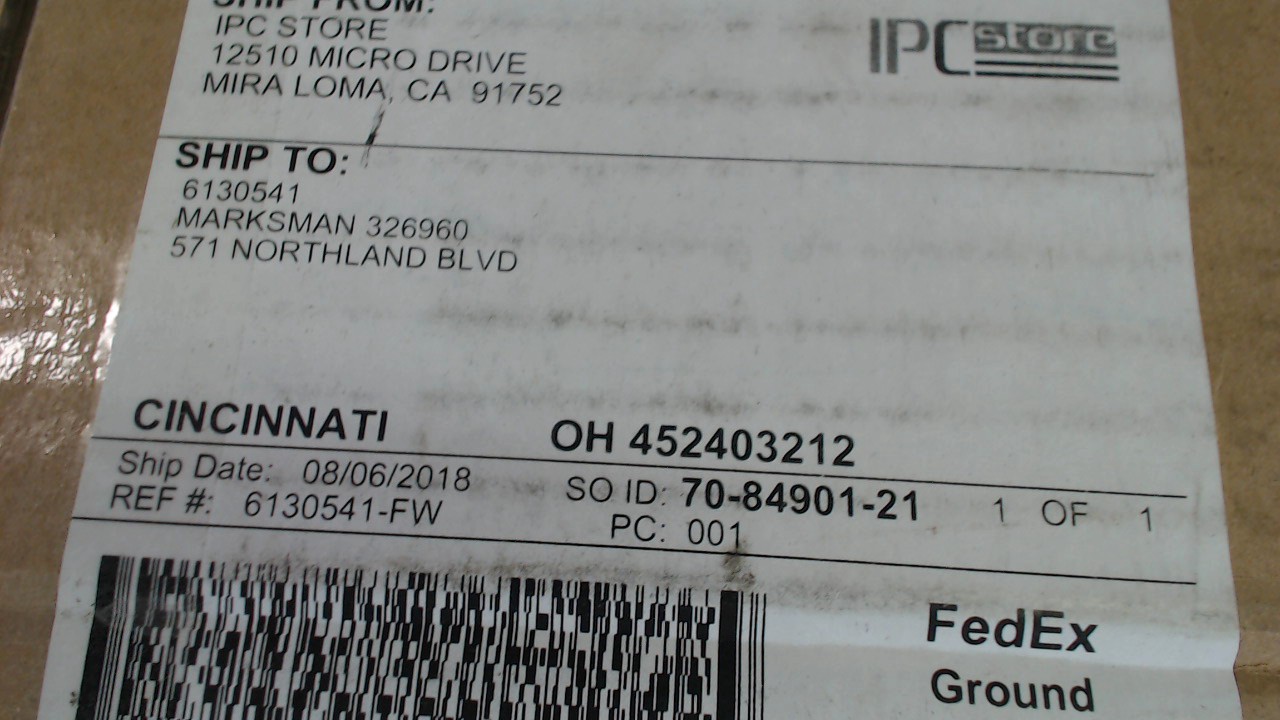 SHIP FROM:
IPC STORE
12510 MICRO DRIVE
MIRA LOMA, CA 91752
IPC store
SHIP TO:
6130541
MARKSMAN 326960
571 NORTHLAND BLVD
CINCINNATI OH 452403212
Ship Date: 08/06/2018
REF #: 6130541-FW
SO ID: 70-84901-21 1 OF 1
PC: 001
FedEx
Ground